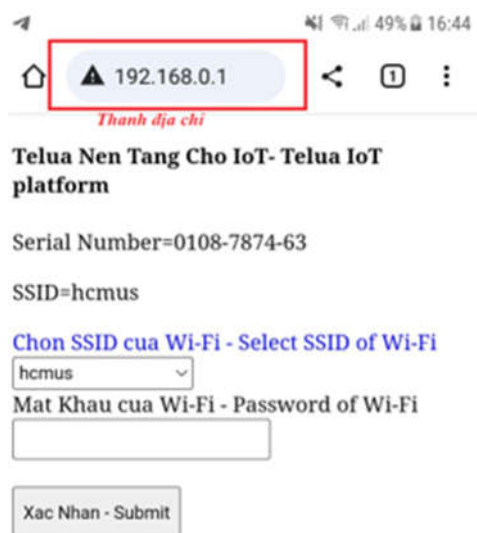 49% 16:44
192.168.0.1
1
Thanh địa chỉ
Telua Nen Tang Cho IoT- Telua IoT
platform
Serial Number=0108-7874-63
SSID=hcmus
Chon SSID cua Wi-Fi - Select SSID of Wi-Fi
hcmus
Mat Khau cua Wi-Fi - Password of Wi-Fi
Xac Nhan - Submit